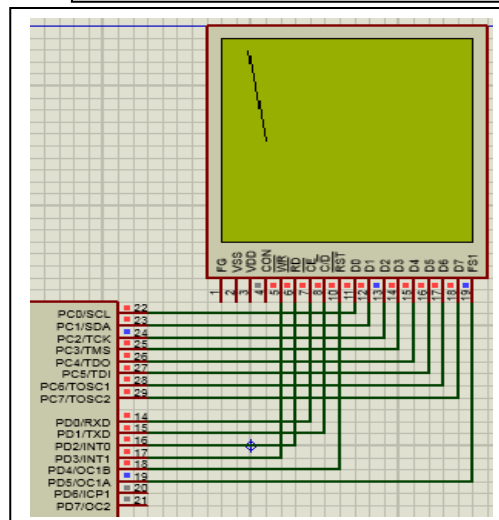 FG
VSS
VDD
CON
WR
RD
CE
C/D
RST
D0
D1
D2
D3
D4
D5
D6
D7
FS1
1
2
3
4
5
6
7
8
10
11
12
13
14
15
16
17
18
19
PC0/SCL 22
PC1/SDA 23
PC2/TCK 24
PC3/TMS 25
PC4/TDO 26
PC5/TDI 27
PC6/TOSC1 28
PC7/TOSC2 29
PD0/RXD 14
PD1/TXD 15
PD2/INT0 16
PD3/INT1 17
PD4/OC1B 18
PD5/OC1A 19
PD6/ICP1 20
PD7/OC2 21